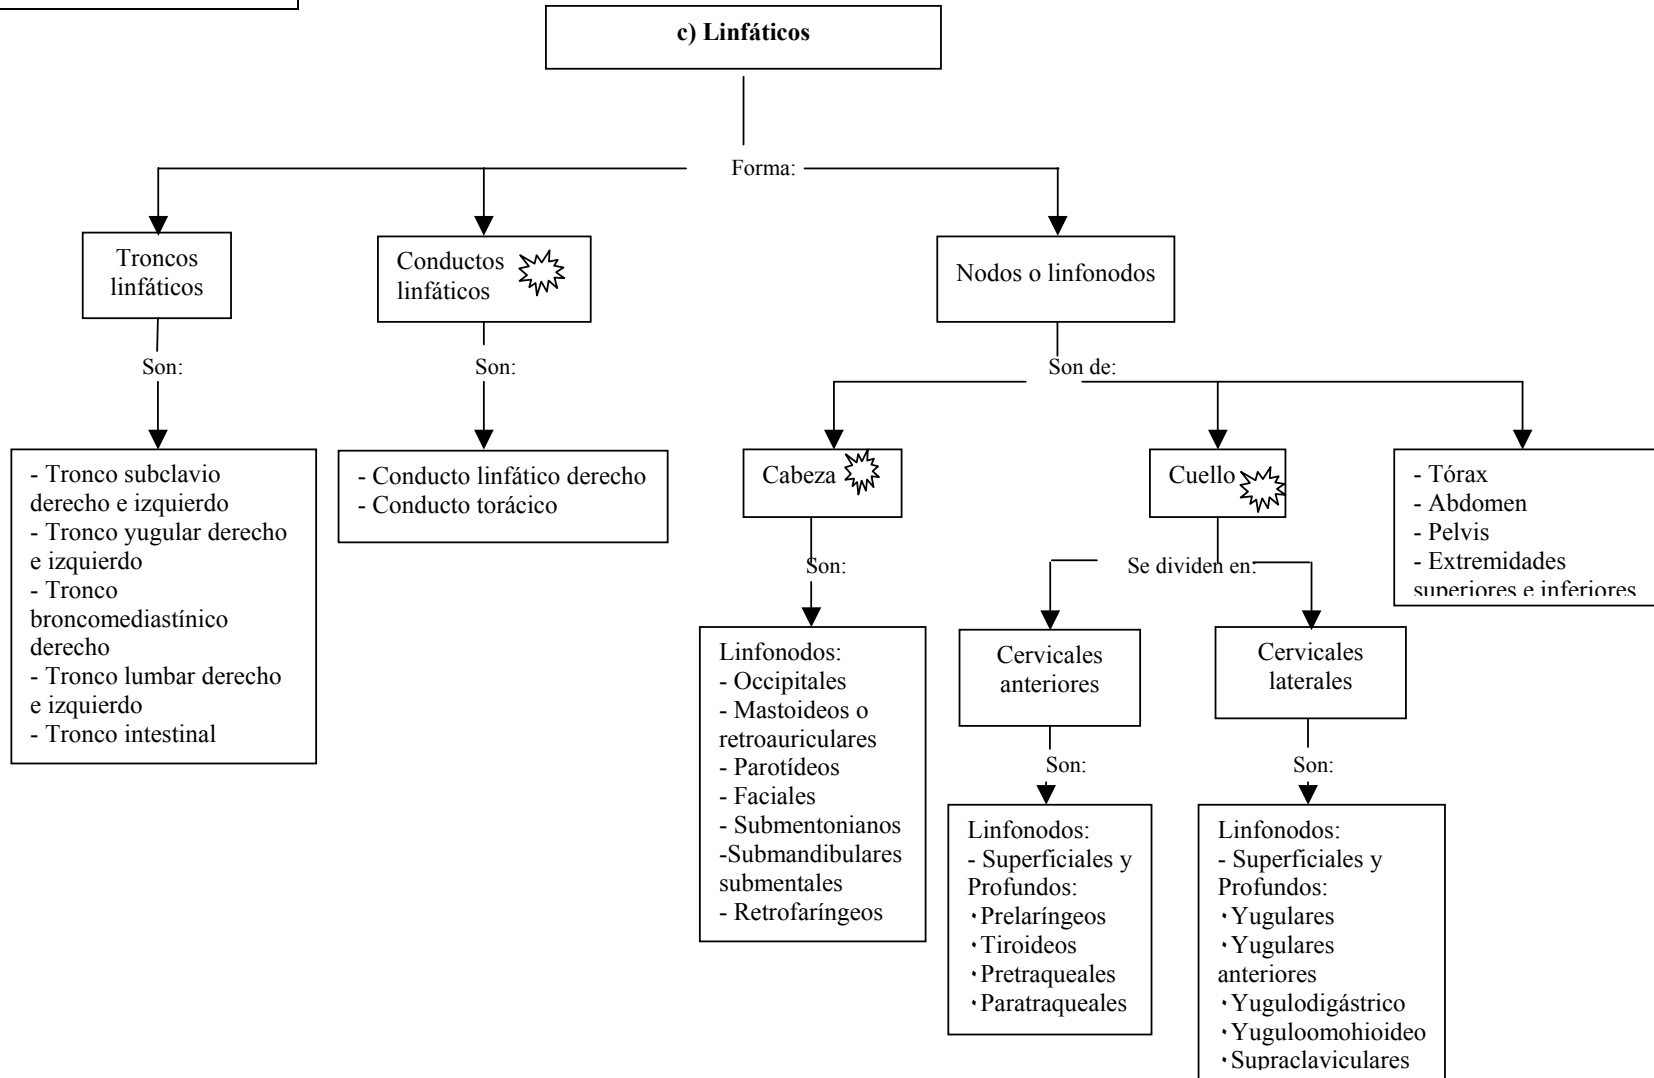 c) Linfáticos
Forma:
Troncos
linfáticos
Conductos
linfáticos
Nodos o linfonodos
Son:
Son:
Son de:
- Tronco subclavio
derecho e izquierdo
- Tronco yugular derecho
e izquierdo
- Tronco
broncomediastínico
derecho
- Tronco lumbar derecho
e izquierdo
- Tronco intestinal
- Conducto linfático derecho
- Conducto torácico
Cabeza
Cuello
- Tórax
- Abdomen
- Pelvis
- Extremidades
superiores e inferiores
Son:
Se dividen en:
Linfonodos:
- Occipitales
- Mastoideos o
retroauriculares
- Parotídeos
- Faciales
- Submentonianos
-Submandibulares
submentales
- Retrofaríngeos
Cervicales
anteriores
Cervicales
laterales
Son:
Son:
Linfonodos:
- Superficiales y
Profundos:
·Prelaríngeos
·Tiroideos
·Pretraqueales
·Paratraqueales
Linfonodos:
- Superficiales y
Profundos:
·Yugulares
·Yugulares
anteriores
·Yugulodigástrico
·Yuguloomohioideo
·Supraclaviculares